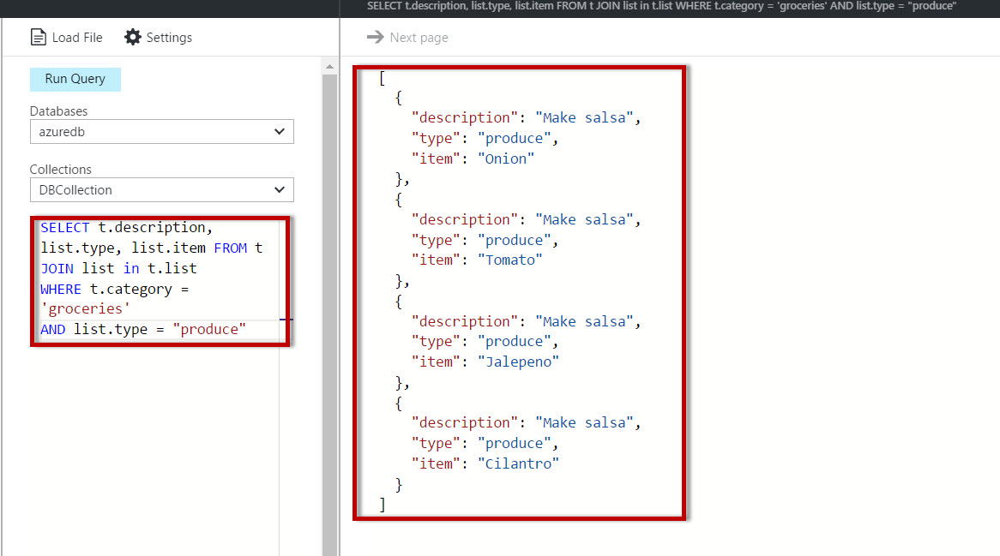 SELECT t.description, list.type, list.item FROM t JOIN list in t.list WHERE t.category = 'groceries' AND list.type = "produce"
Load File
Settings
Next page
Run Query
Databases
azuredb
Collections
DBCollection
SELECT t.description,
list.type, list.item FROM t
JOIN list in t.list
WHERE t.category =
'groceries'
AND list.type = "produce"
[
{
"description": "Make salsa",
"type": "produce",
"item": "Onion"
},
{
"description": "Make salsa",
"type": "produce",
"item": "Tomato"
},
{
"description": "Make salsa",
"type": "produce",
"item": "Jalepeno"
},
{
"description": "Make salsa",
"type": "produce",
"item": "Cilantro"
}
]